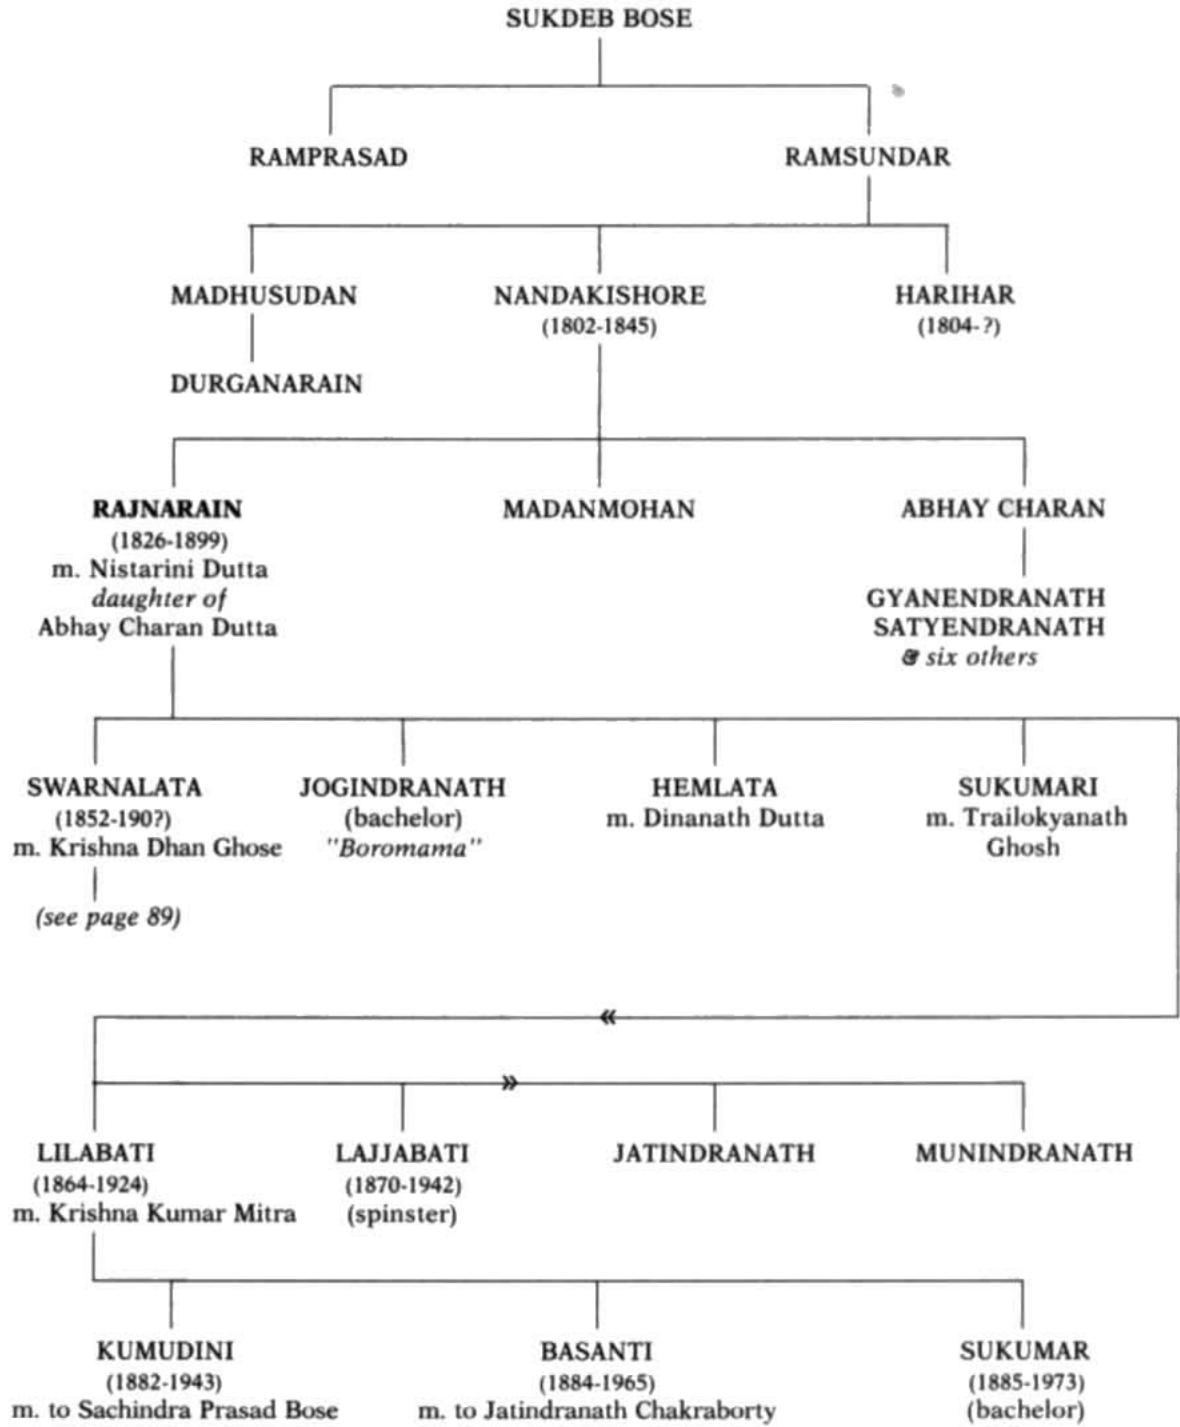 SUKDEB BOSE
RAMPRASAD
RAMSUNDAR
MADHUSUDAN
NANDAKISHORE
(1802-1845)
HARIHAR
(1804-?)
DURGANARAIN
RAJNARAIN
(1826-1899)
m. Nistarini Dutta
daughter of
Abhay Charan Dutta
MADANMOHAN
ABHAY CHARAN
GYANENDRANATH
SATYENDRANATH
& six others
SWARNALATA
(1852-190?)
m. Krishna Dhan Ghose
(see page 89)
JOGINDRANATH
(bachelor)
"Boromama"
HEMLATA
m. Dinanath Dutta
SUKUMARI
m. Trailokyanath
Ghosh
«
»
LILABATI
(1864-1924)
m. Krishna Kumar Mitra
LAJJABATI
(1870-1942)
(spinster)
JATINDRANATH
MUNINDRANATH
KUMUDINI
(1882-1943)
m. to Sachindra Prasad Bose
BASANTI
(1884-1965)
m. to Jatindranath Chakraborty
SUKUMAR
(1885-1973)
(bachelor)